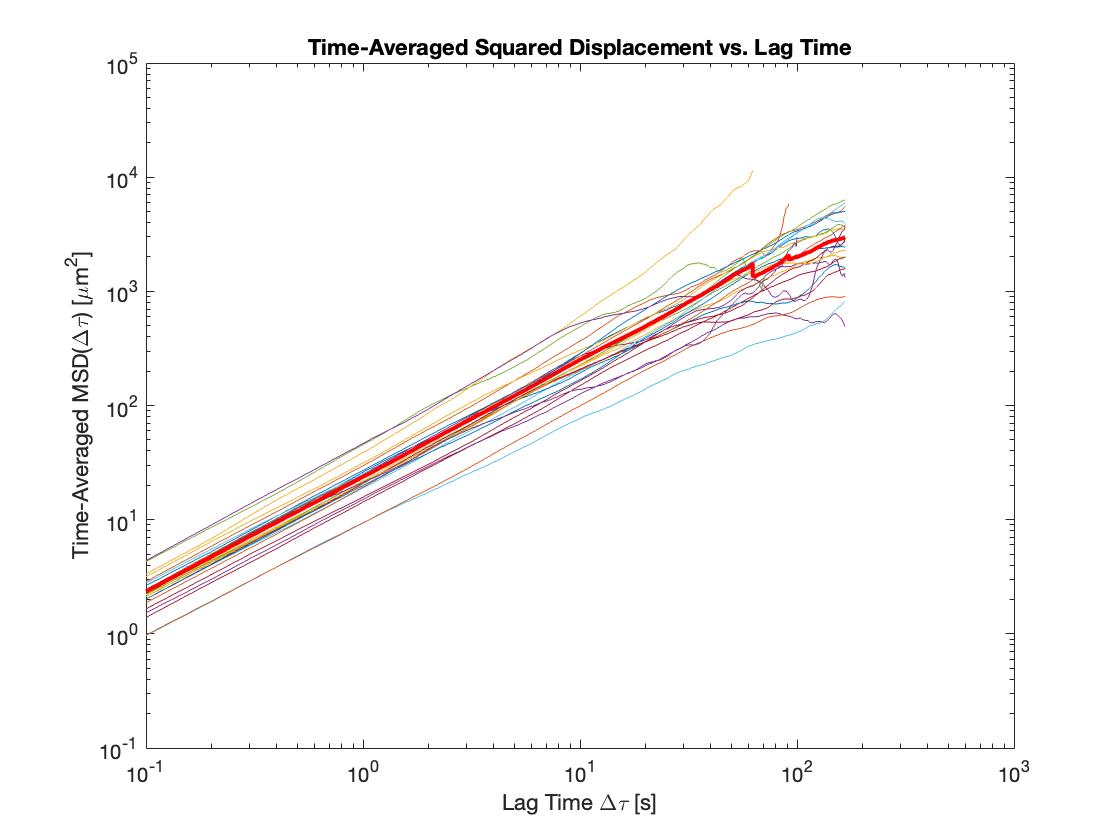 Time-Averaged Squared Displacement vs. Lag Time
10^5
10^4
10^3
10^2
10^1
10^0
10^-1
Time-Averaged MSD(Δτ) [μm^2]
10^-1 10^0 10^1 10^2 10^3
Lag Time Δτ [s]